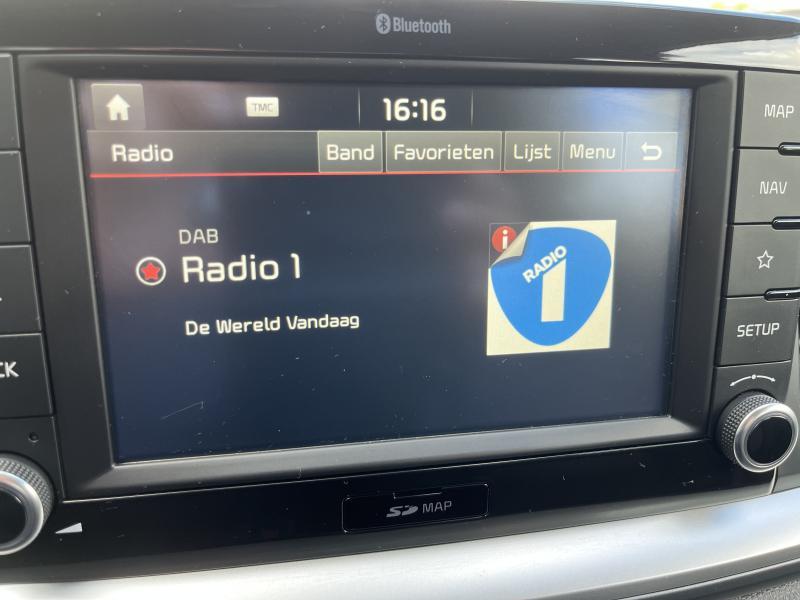 Bluetooth
TMC
16:16
Radio
Band
Favorieten
Lijst
Menu
DAB
Radio 1
De Wereld Vandaag
i
RADIO
1
MAP
NAV
SETUP
CK
SD MAP